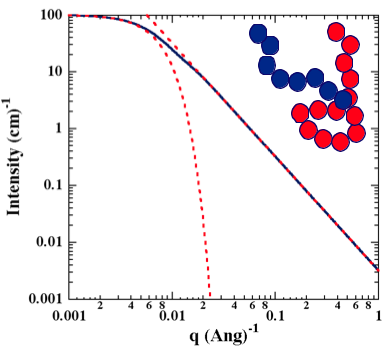 100
10
1
0.1
0.01
0.001
Intensity (cm)-1
2 4 6 8 2 4 6 8 2 4 6 8
0.001 0.01 0.1 1
q (Ang)-1